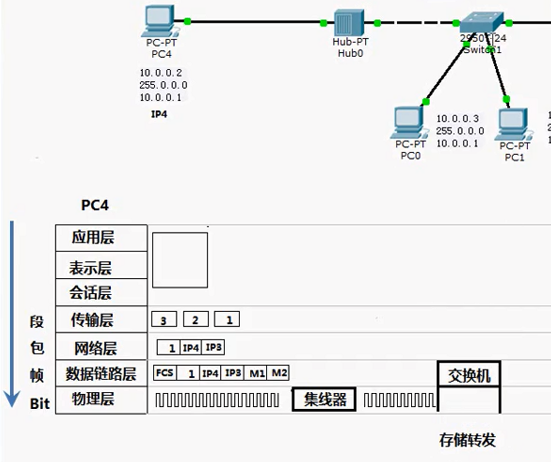 PC-PT
PC4
10.0.0.2
255.0.0.0
10.0.0.1
IP4
Hub-PT
Hub0
24
Switch1
PC-PT
PC0
10.0.0.3
255.0.0.0
10.0.0.1
PC-PT
PC1
1
2
1
PC4
应用层
表示层
会话层
段 传输层 3 2 1
包 网络层 1 IP4 IP3
帧 数据链路层 FCS 1 IP4 IP3 M1 M2 交换机
Bit 物理层 集线器
存储转发